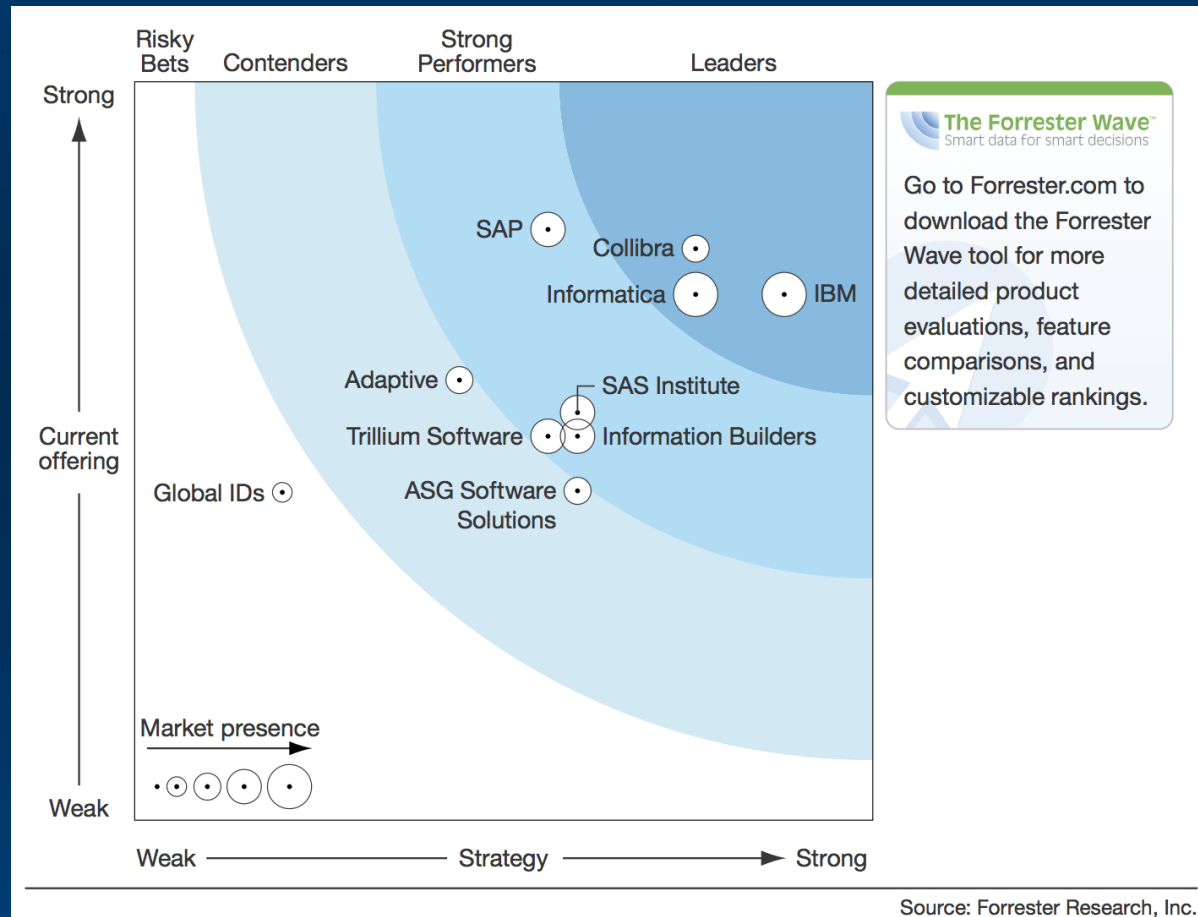 Risky
Bets
Contenders
Strong
Performers
Leaders
Strong
Current
offering
Weak
SAP
Collibra
Informatica
IBM
Adaptive
SAS Institute
Trillium Software
Information Builders
Global IDs
ASG Software
Solutions
Market presence
Weak
Strategy
Strong
The Forrester Wave™
Smart data for smart decisions
Go to Forrester.com to
download the Forrester
Wave tool for more
detailed product
evaluations, feature
comparisons, and
customizable rankings.
Source: Forrester Research, Inc.